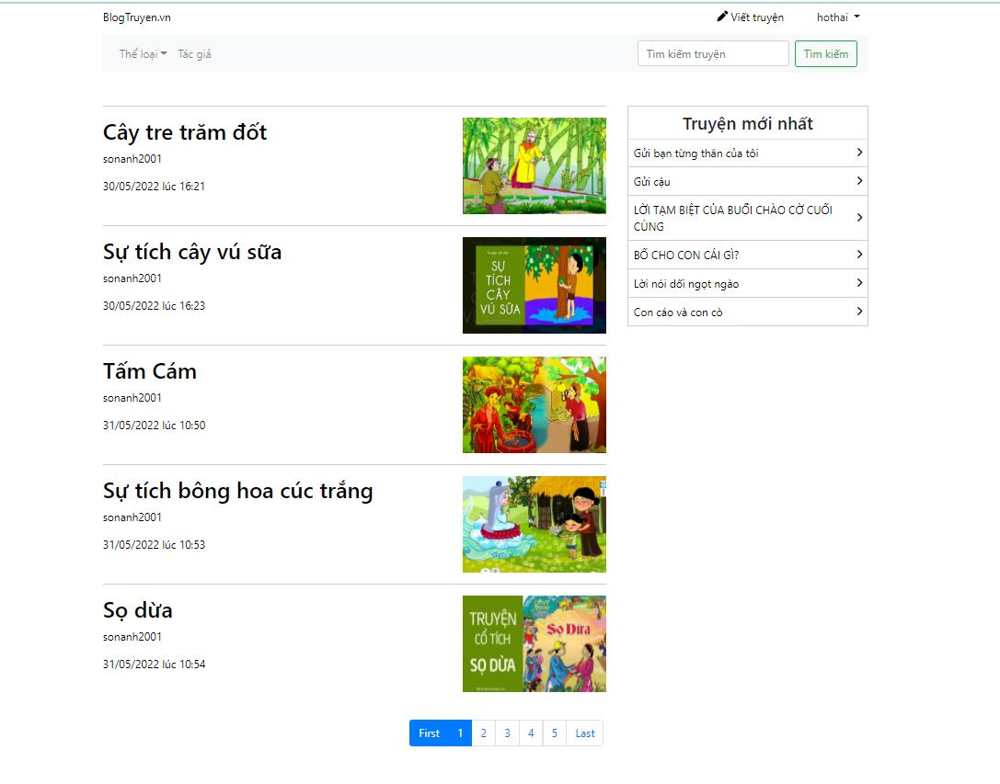 BlogTruyen.vn
Viết truyện
hothai
Thể loại
Tác giả
Tìm kiếm truyện
Tìm kiếm
Cây tre trăm đốt
sonanh2001
30/05/2022 lúc 16:21
Sự tích cây vú sữa
sonanh2001
30/05/2022 lúc 16:23
SỰ
TÍCH
CÂY
VÚ SỮA
Tấm Cám
sonanh2001
31/05/2022 lúc 10:50
Sự tích bông hoa cúc trắng
sonanh2001
31/05/2022 lúc 10:53
Sọ dừa
sonanh2001
31/05/2022 lúc 10:54
TRUYỆN
CỔ TÍCH
SỌ DỪA
Sọ Dừa
First 1 2 3 4 5 Last
Truyện mới nhất
Gửi bạn từng thân của tôi
Gửi cậu
LỜI TẠM BIỆT CỦA BUỔI CHÀO CỜ CUỐI
CÙNG
BỐ CHO CON CÁI GÌ?
Lời nói dối ngọt ngào
Con cáo và con cò